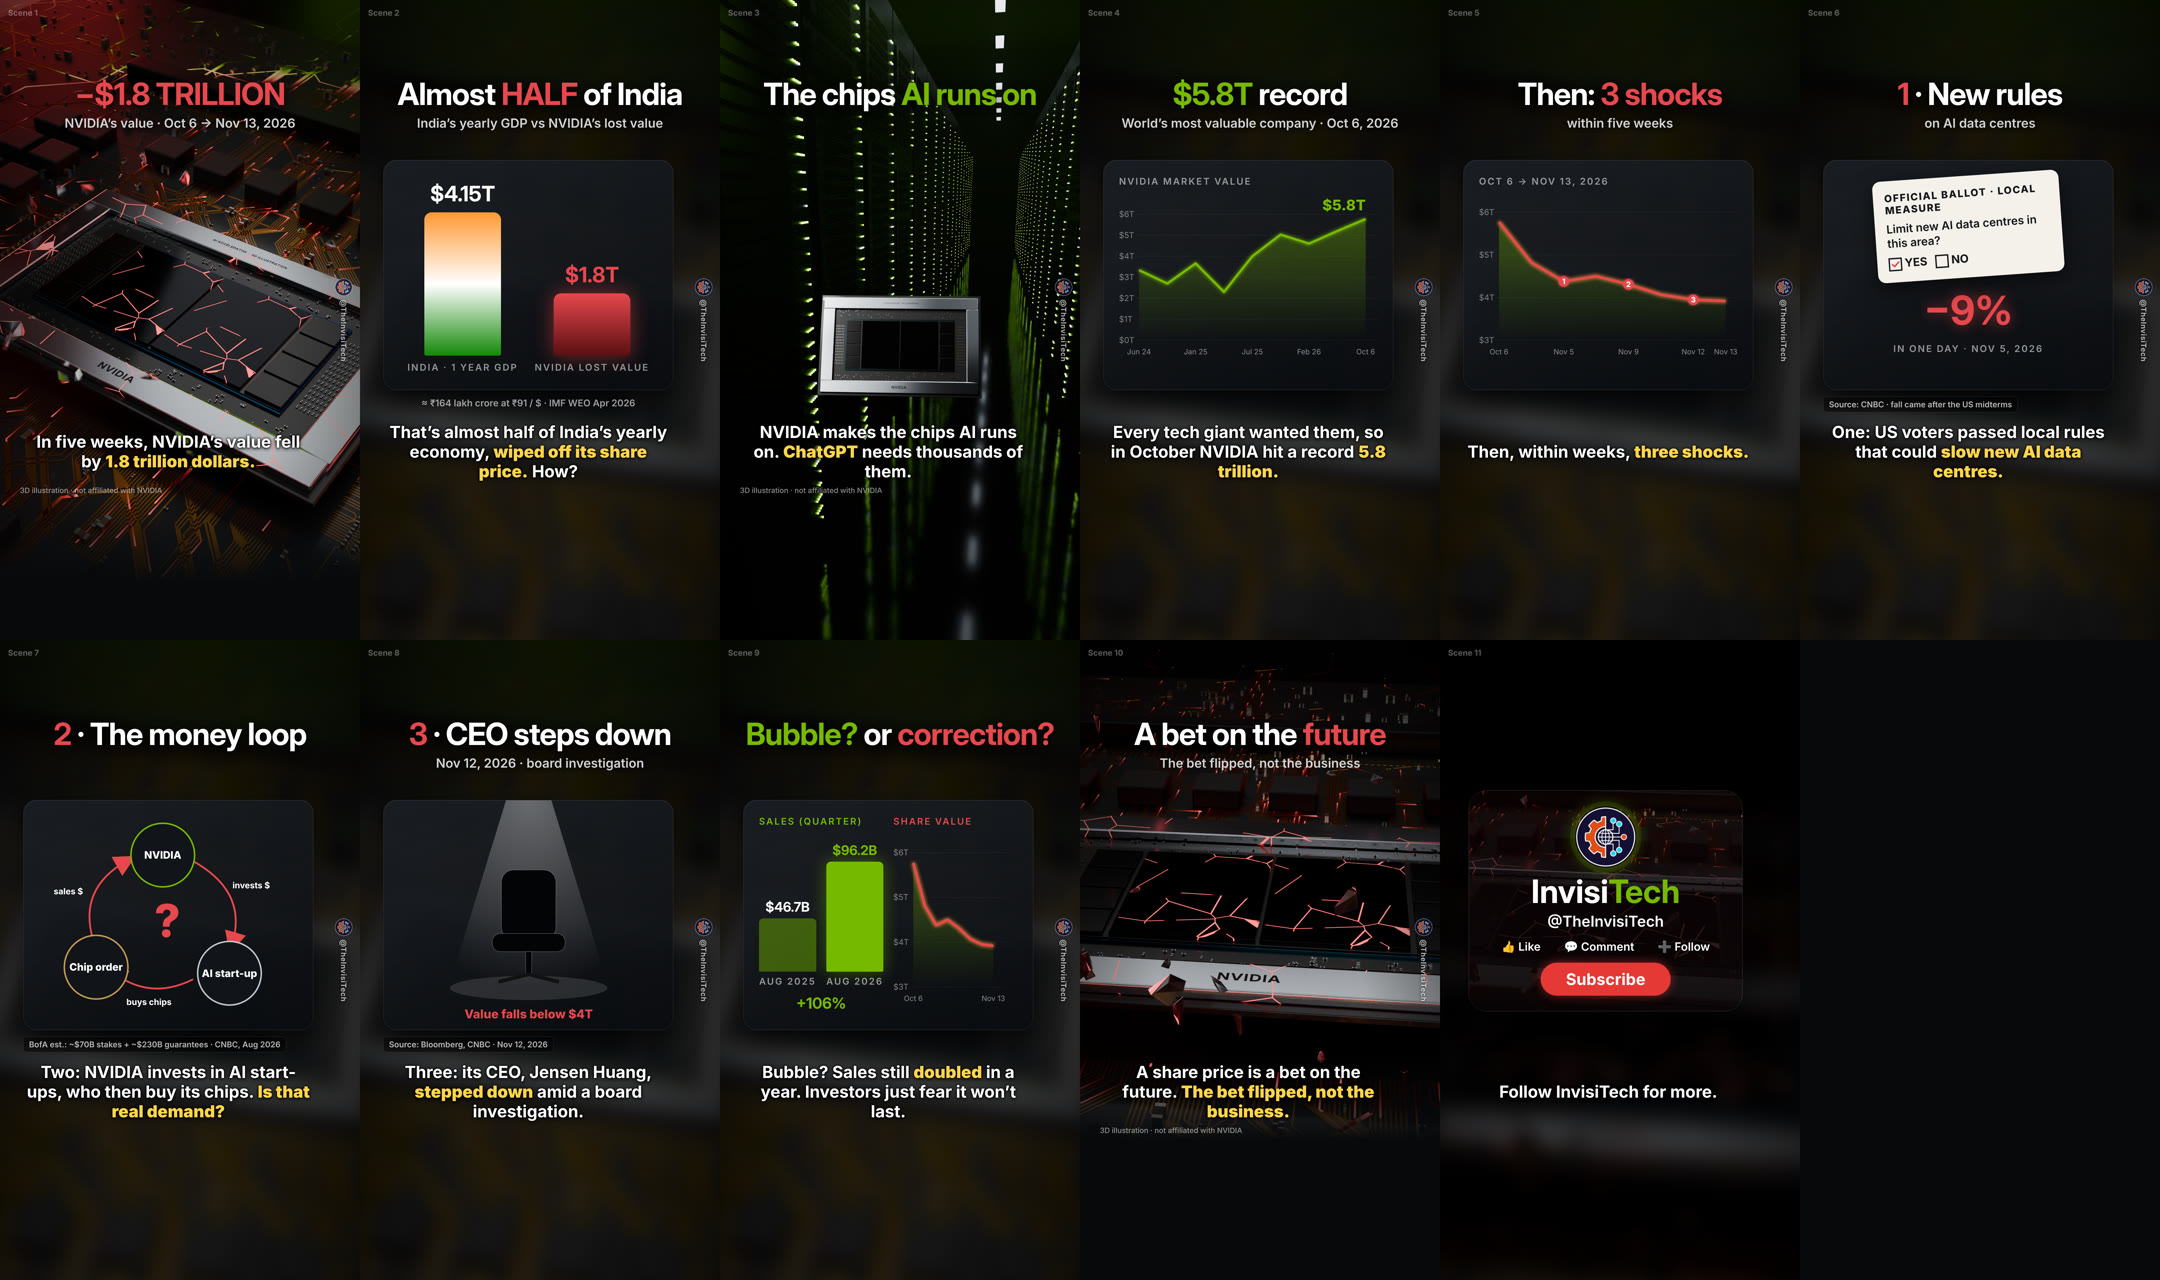 Scene 1
−$1.8 TRILLION
NVIDIA’s value · Oct 6 → Nov 13, 2026
NVIDIA
@TheInvisiTech
In five weeks, NVIDIA’s value fell
by 1.8 trillion dollars.
3D illustration · not affiliated with NVIDIA
Scene 2
Almost HALF of India
India’s yearly GDP vs NVIDIA’s lost value
$4.15T
$1.8T
INDIA · 1 YEAR GDP
NVIDIA LOST VALUE
@TheInvisiTech
≈ ₹164 lakh crore at ₹91 / $ · IMF WEO Apr 2026
That’s almost half of India’s yearly
economy, wiped off its share
price. How?
Scene 3
The chips AI runs on
NVIDIA
@TheInvisiTech
NVIDIA makes the chips AI runs
on. ChatGPT needs thousands of
them.
3D illustration · not affiliated with NVIDIA
Scene 4
$5.8T record
World’s most valuable company · Oct 6, 2026
NVIDIA MARKET VALUE
$5.8T
$6T
$5T
$4T
$3T
$2T
$1T
$0T
Jun 24
Jan 25
Jul 25
Feb 26
Oct 6
@TheInvisiTech
Every tech giant wanted them, so
in October NVIDIA hit a record 5.8
trillion.
Scene 5
Then: 3 shocks
within five weeks
OCT 6 → NOV 13, 2026
$6T
$5T
$4T
$3T
1
2
3
Oct 6
Nov 5
Nov 9
Nov 12
Nov 13
@TheInvisiTech
Then, within weeks, three shocks.
Scene 6
1 · New rules
on AI data centres
OFFICIAL BALLOT · LOCAL
MEASURE
Limit new AI data centres in
this area?
YES
NO
−9%
IN ONE DAY · NOV 5, 2026
@TheInvisiTech
Source: CNBC · fall came after the US midterms
One: US voters passed local rules
that could slow new AI data
centres.
Scene 7
2 · The money loop
NVIDIA
sales $
invests $
?
Chip order
AI start-up
buys chips
@TheInvisiTech
BofA est.: ~$70B stakes + ~$230B guarantees · CNBC, Aug 2026
Two: NVIDIA invests in AI start-
ups, who then buy its chips. Is that
real demand?
Scene 8
3 · CEO steps down
Nov 12, 2026 · board investigation
Value falls below $4T
@TheInvisiTech
Source: Bloomberg, CNBC · Nov 12, 2026
Three: its CEO, Jensen Huang,
stepped down amid a board
investigation.
Scene 9
Bubble? or correction?
SALES (QUARTER)
SHARE VALUE
$96.2B
$46.7B
AUG 2025
AUG 2026
+106%
$6T
$5T
$4T
$3T
Oct 6
Nov 13
@TheInvisiTech
Bubble? Sales still doubled in a
year. Investors just fear it won’t
last.
Scene 10
A bet on the future
The bet flipped, not the business
NVIDIA
@TheInvisiTech
A share price is a bet on the
future. The bet flipped, not the
business.
3D illustration · not affiliated with NVIDIA
Scene 11
InvisiTech
@TheInvisiTech
👍 Like
💬 Comment
➕ Follow
Subscribe
Follow InvisiTech for more.